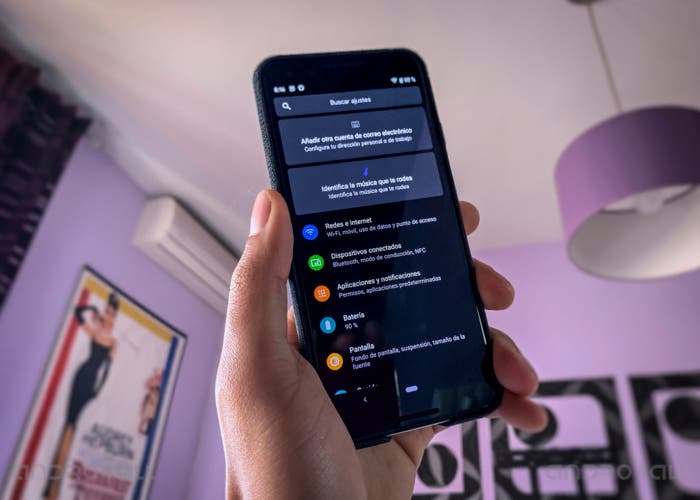 90 %
Buscar ajustes
Añadir otra cuenta de correo electrónico
Configura tu dirección personal o de trabajo
Identifica la música que te rodea
Identifica la música que te rodea
Redes e Internet
Wi-Fi, móvil, uso de datos y punto de acceso
Dispositivos conectados
Bluetooth, modo de conducción, NFC
Aplicaciones y notificaciones
Permisos, aplicaciones predeterminadas
Batería
90 %
Pantalla
Fondo de pantalla, suspensión, tamaño de la
fuente
AUDREY
HEPBURN